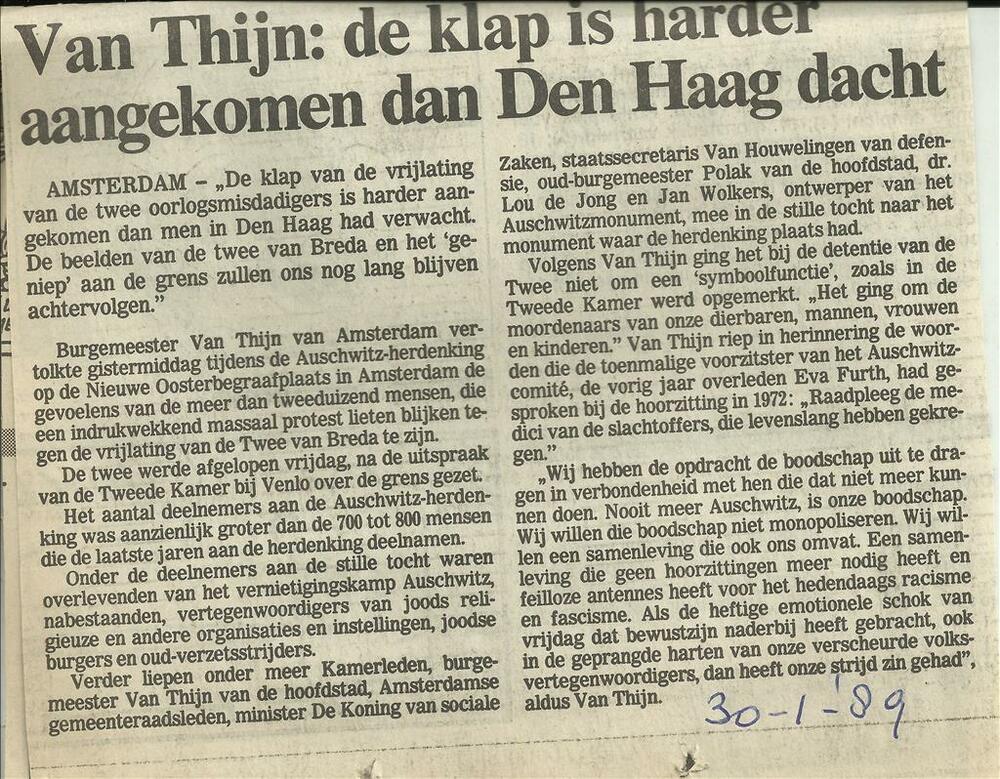 Van Thijn: de klap is harder
aangekomen dan Den Haag dacht
AMSTERDAM – „De klap van de vrijlating
van de twee oorlogsmisdadigers is harder aan-
gekomen dan men in Den Haag had verwacht.
De beelden van de twee van Breda en het ‘ge-
niep’ aan de grens zullen ons nog lang blijven
achtervolgen.”
Burgemeester Van Thijn van Amsterdam ver-
tolkte gistermiddag tijdens de Auschwitz-herdenking
op de Nieuwe Oosterbegraafplaats in Amsterdam de
gevoelens van de meer dan tweeduizend mensen, die
een indrukwekkend massaal protest lieten blijken te-
gen de vrijlating van de Twee van Breda te zijn.
De twee werde afgelopen vrijdag, na de uitspraak
van de Tweede Kamer bij Venlo over de grens gezet.
Het aantal deelnemers aan de Auschwitz-herden-
king was aanzienlijk groter dan de 700 tot 800 mensen
die de laatste jaren aan de herdenking deelnamen.
Onder de deelnemers aan de stille tocht waren
overlevenden van het vernietigingskamp Auschwitz,
nabestaanden, vertegenwoordigers van joods reli-
gieuze en andere organisaties en instellingen, joodse
burgers en oud-verzetsstrijders.
Verder liepen onder meer Kamerleden, burge-
meester Van Thijn van de hoofdstad, Amsterdamse
gemeenteraadsleden, minister De Koning van sociale
Zaken, staatssecretaris Van Houwelingen van defen-
sie, oud-burgemeester Polak van de hoofdstad, dr.
Lou de Jong en Jan Wolkers, ontwerper van het
Auschwitzmonument, mee in de stille tocht naar het
monument waar de herdenking plaats had.
Volgens Van Thijn ging het bij de detentie van de
Twee niet om een ‘symboolfunctie’, zoals in de
Tweede Kamer werd opgemerkt. „Het ging om de
moordenaars van onze dierbaren, mannen, vrouwen
en kinderen.” Van Thijn riep in herinnering de woor-
den die de toenmalige voorzitster van het Auschwitz-
comité, de vorig jaar overleden Eva Furth, had ge-
sproken bij de hoorzitting in 1972: „Raadpleeg de me-
dici van de slachtoffers, die levenslang hebben gekre-
gen.”
„Wij hebben de opdracht de boodschap uit te dra-
gen in verbondenheid met hen die dat niet meer kun-
nen doen. Nooit meer Auschwitz, is onze boodschap.
Wij willen die boodschap niet monopoliseren. Wij wil-
len een samenleving die ook ons omvat. Een samen-
leving die geen hoorzittingen meer nodig heeft en
feilloze antennes heeft voor het hedendaags racisme
en fascisme. Als de heftige emotionele schok van
vrijdag dat bewustzijn naderbij heeft gebracht, ook
in de geprangde harten van onze verscheurde volks-
vertegenwoordigers, dan heeft onze strijd zin gehad”,
aldus Van Thijn.
30-1-'89